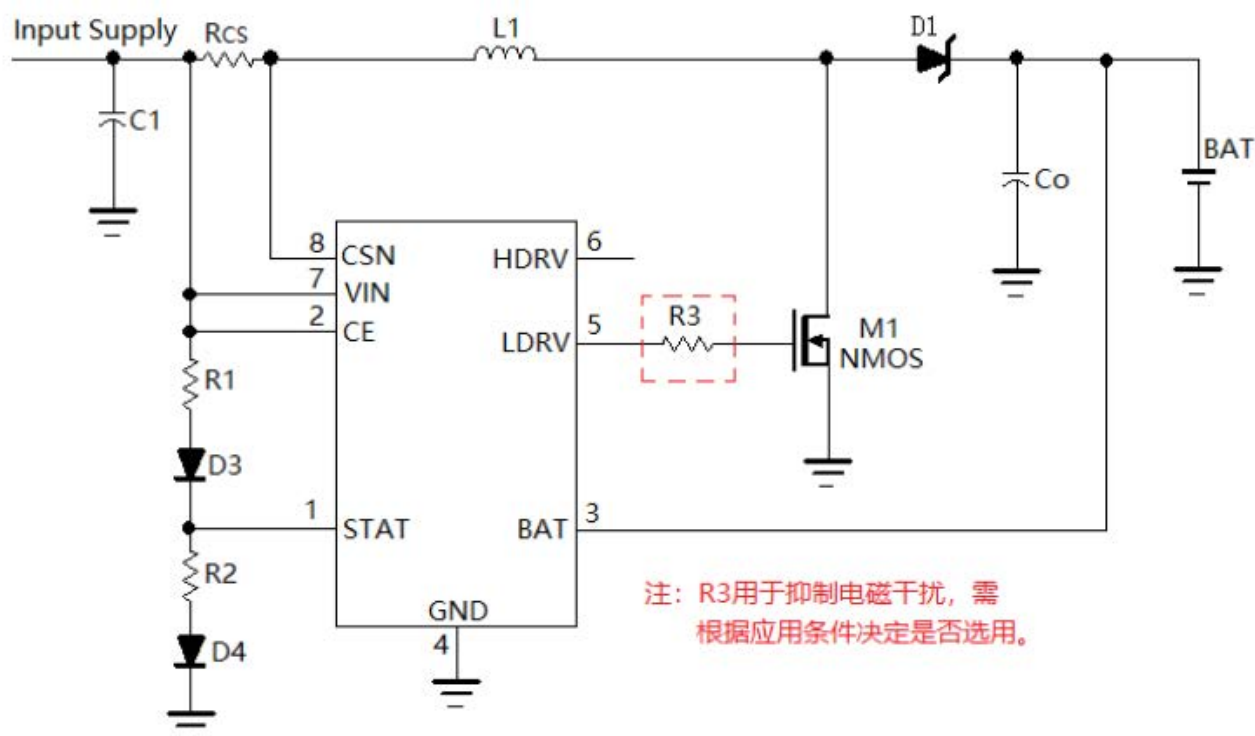 Input Supply
RCS
L1
D1
C1
Co
BAT
8
CSN
HDRV
6
7
VIN
2
CE
R3
LDRV
5
M1
NMOS
R1
D3
1
STAT
BAT
3
R2
GND
4
D4
注：R3用于抑制电磁干扰，需
根据应用条件决定是否选用。